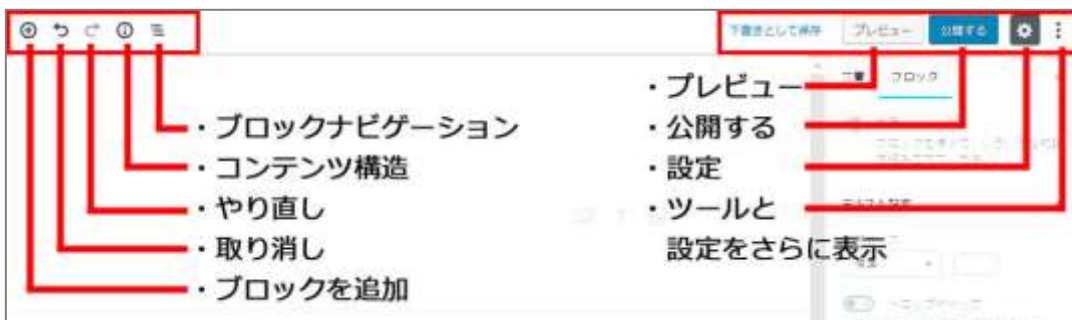 下書きとして保存
プレビュー
公開する
ブロック
・ブロックナビゲーション
・コンテンツ構造
・やり直し
・取り消し
・ブロックを追加
・プレビュー
・公開する
・設定
・ツールと
設定をさらに表示